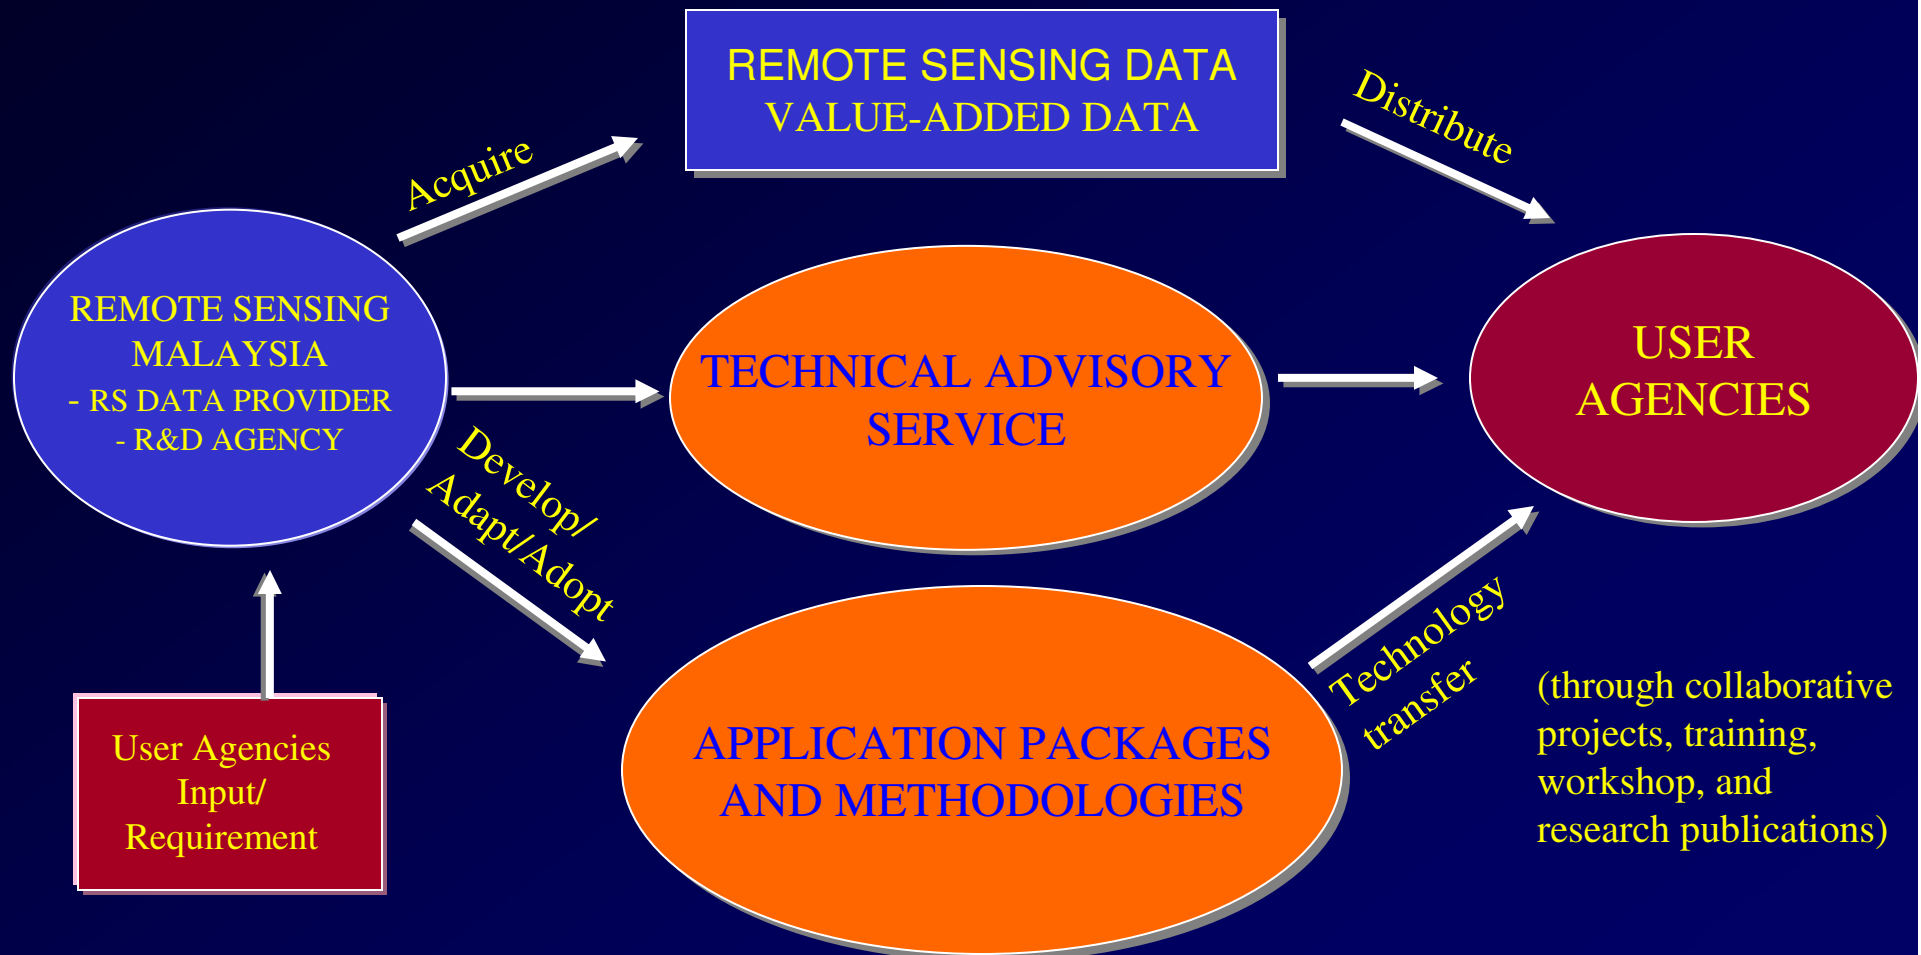 REMOTE SENSING DATA
VALUE-ADDED DATA
Acquire
Distribute
REMOTE SENSING
MALAYSIA
- RS DATA PROVIDER
- R&D AGENCY
TECHNICAL ADVISORY
SERVICE
USER
AGENCIES
Develop/
Adapt/Adopt
User Agencies
Input/
Requirement
APPLICATION PACKAGES
AND METHODOLOGIES
Technology
transfer
(through collaborative
projects, training,
workshop, and
research publications)